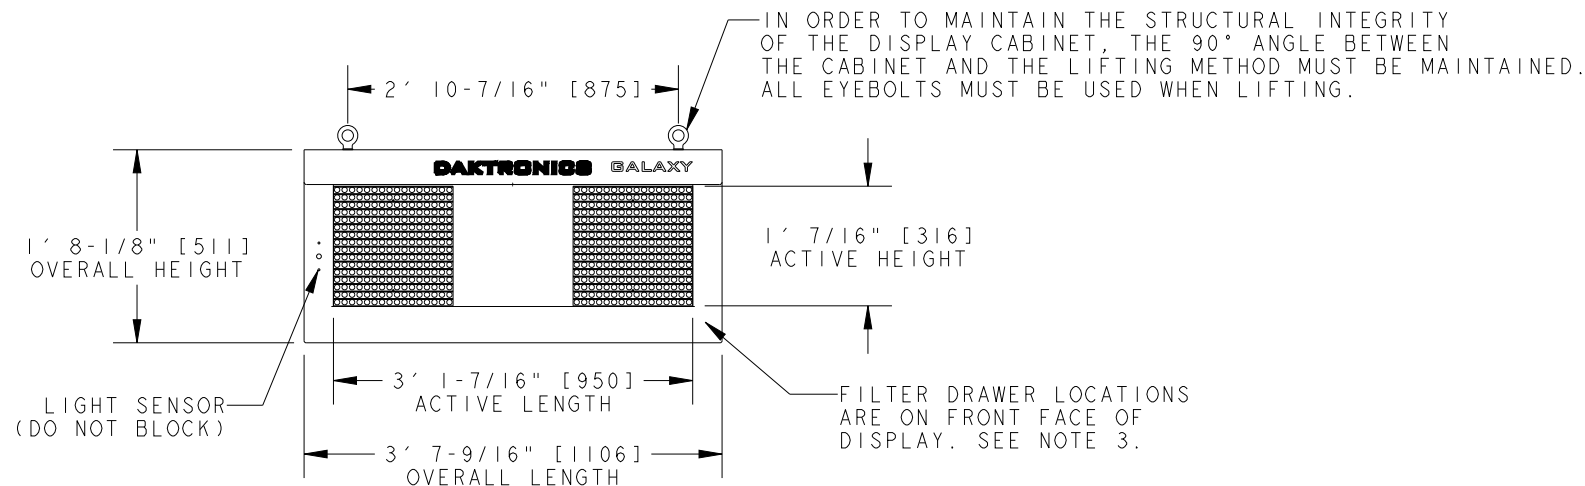 IN ORDER TO MAINTAIN THE STRUCTURAL INTEGRITY
OF THE DISPLAY CABINET, THE 90° ANGLE BETWEEN
THE CABINET AND THE LIFTING METHOD MUST BE MAINTAINED.
ALL EYEBOLTS MUST BE USED WHEN LIFTING.
2´ 10-7/16" [875]
DAKTRONICS GALAXY
1´ 8-1/8" [511]
OVERALL HEIGHT
1´ 7/16" [316]
ACTIVE HEIGHT
3´ 1-7/16" [950]
ACTIVE LENGTH
LIGHT SENSOR
(DO NOT BLOCK)
FILTER DRAWER LOCATIONS
ARE ON FRONT FACE OF
DISPLAY. SEE NOTE 3.
3´ 7-9/16" [1106]
OVERALL LENGTH